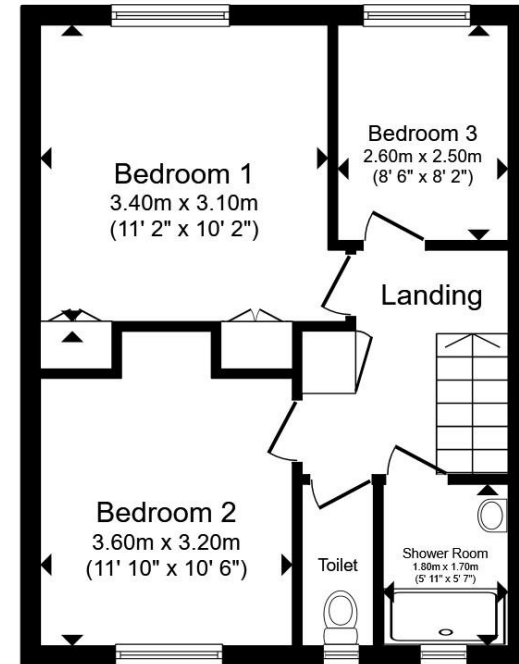 Bedroom 1
3.40m x 3.10m
(11' 2" x 10' 2")
Bedroom 3
2.60m x 2.50m
(8' 6" x 8' 2")
Landing
Bedroom 2
3.60m x 3.20m
(11' 10" x 10' 6")
Toilet
Shower Room
1.80m x 1.70m
(5' 11" x 5' 7")